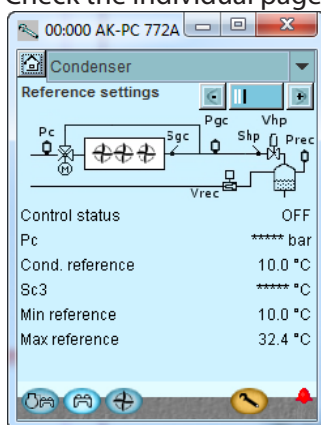 Check the individual page
00:000 AK-PC 772A
Condenser
Reference settings
Pgc Vhp
Pc Sgc Shp Prec
M
Vrec
Control status OFF
Pc ***** bar
Cond. reference 10.0 °C
Sc3 ***** °C
Min reference 10.0 °C
Max reference 32.4 °C